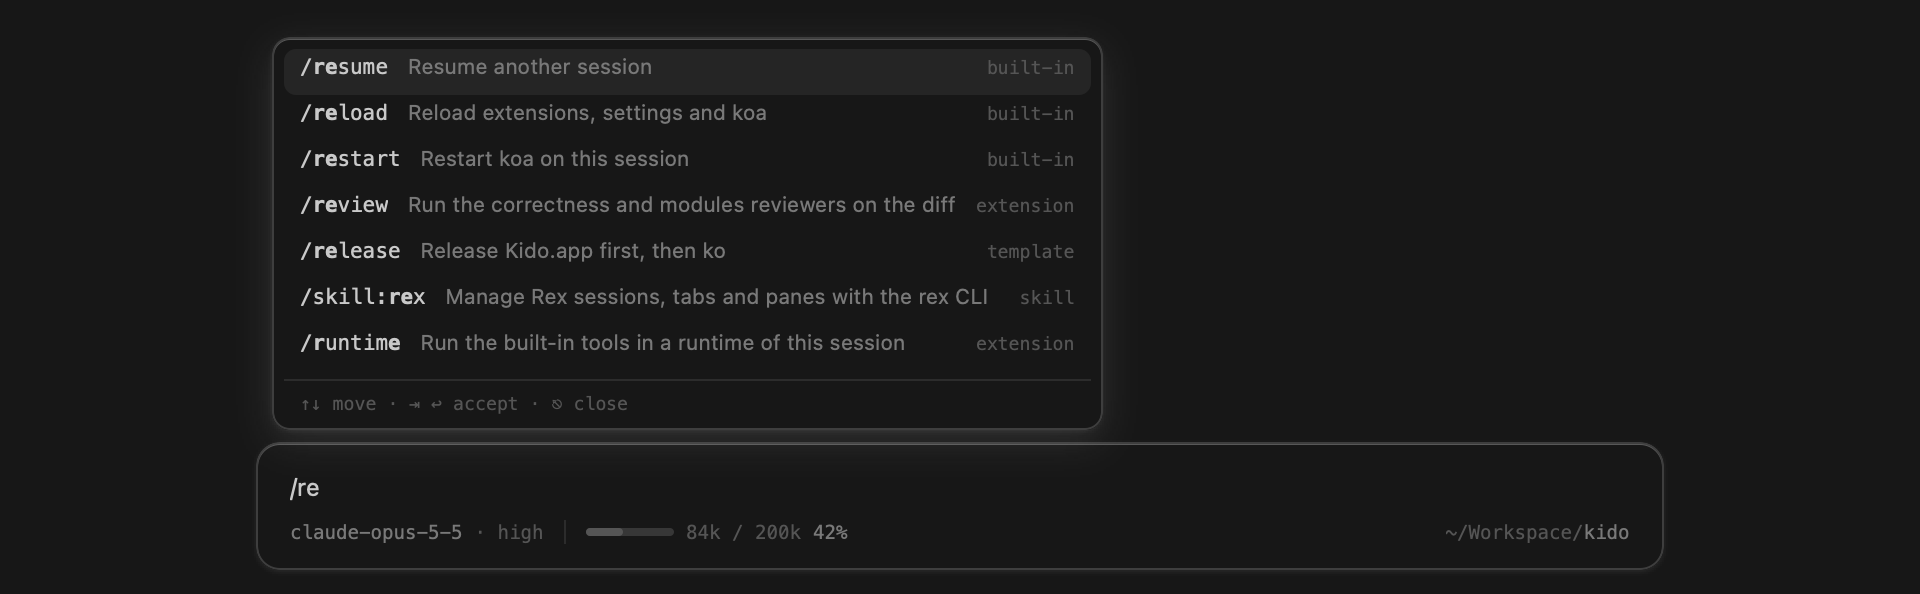 /resume Resume another session built-in
/reload Reload extensions, settings and koa built-in
/restart Restart koa on this session built-in
/review Run the correctness and modules reviewers on the diff extension
/release Release Kido.app first, then ko template
/skill:rex Manage Rex sessions, tabs and panes with the rex CLI skill
/runtime Run the built-in tools in a runtime of this session extension
↑↓ move · ⇥ ↩ accept · ⎋ close
/re
claude-opus-5-5 · high 84k / 200k 42% ~/Workspace/kido